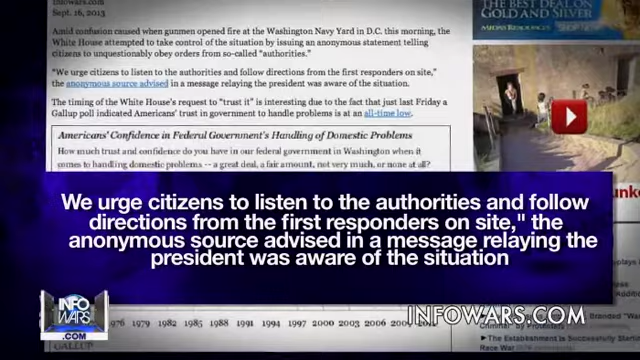 Infowars.com
Sept. 16, 2013
Amid confusion caused when gunmen opened fire at the Washington Navy Yard in D.C. this morning, the
White House attempted to take control of the situation by issuing an anonymous statement telling
citizens to unquestionably obey orders from so-called "authorities."
"We urge citizens to listen to the authorities and follow directions from the first responders on site,"
the anonymous source advised in a message relaying the president was aware of the situation.
The timing of the White House's request to "trust it" is interesting due to the fact that just last Friday a
Gallup poll indicated Americans' trust in government to handle problems is at an all-time low.
Americans' Confidence in Federal Government's Handling of Domestic Problems
How much trust and confidence do you have in our federal government in Washington when it
comes to handling domestic problems -- a great deal, a fair amount, not very much, or none at all?
THE BEST DEAL ON
GOLD AND SILVER
MIDAS RESOURCES
SHOP NOW
We urge citizens to listen to the authorities and follow
directions from the first responders on site," the
anonymous source advised in a message relaying the
president was aware of the situation
INFO
WARS
.COM
INFOWARS.COM
1976 1979 1982 1985 1988 1991 1994 1997 2000 2003 2006 2009 2012
GALLUP
Branded "War
Criminal" by Protesters
The Establishment is Successfully Starti
Race War